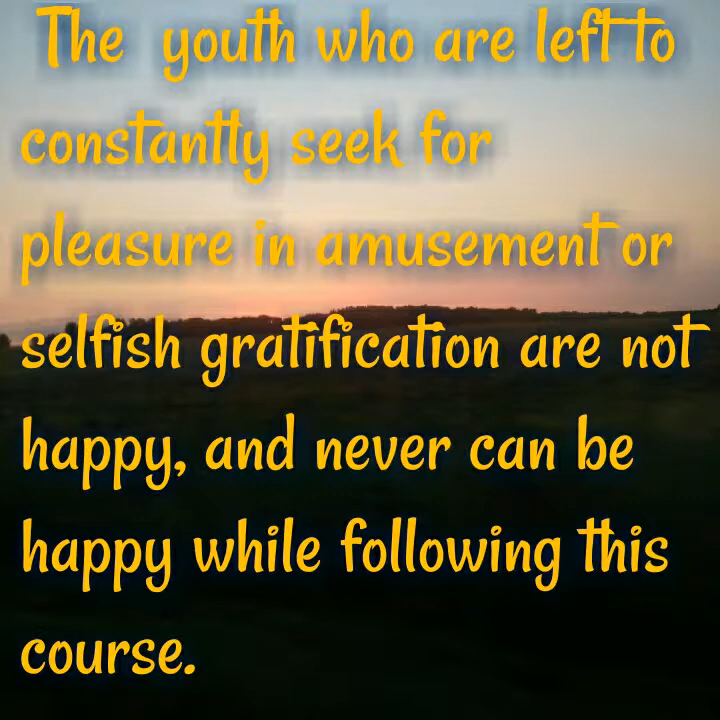 The youth who are left to
constantly seek for
pleasure in amusement or
selfish gratification are not
happy, and never can be
happy while following this
course.